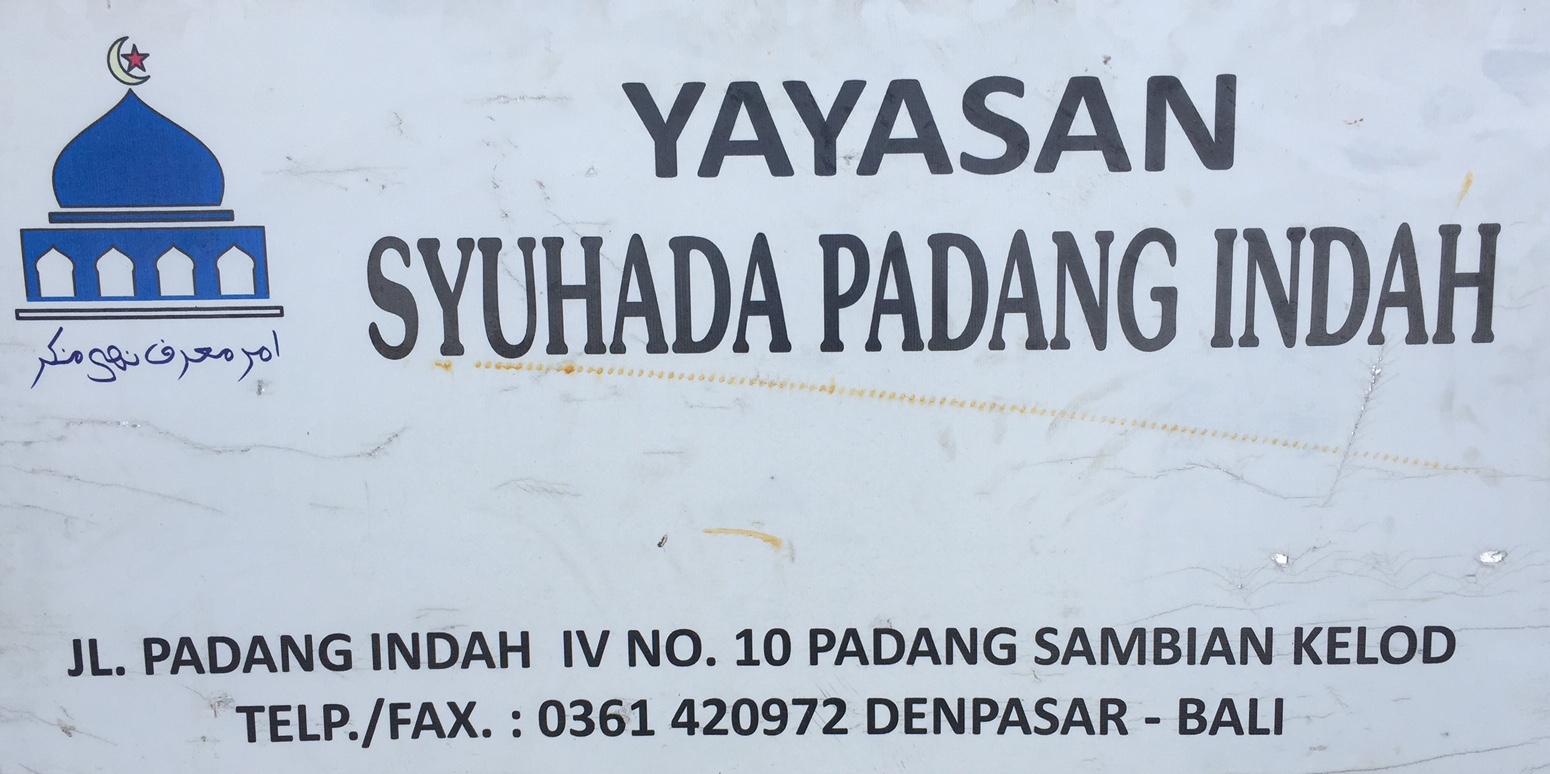 YAYASAN
SYUHADA PADANG INDAH
امر معرف نهى منكر
JL. PADANG INDAH IV NO. 10 PADANG SAMBIAN KELOD
TELP./FAX. : 0361 420972 DENPASAR - BALI